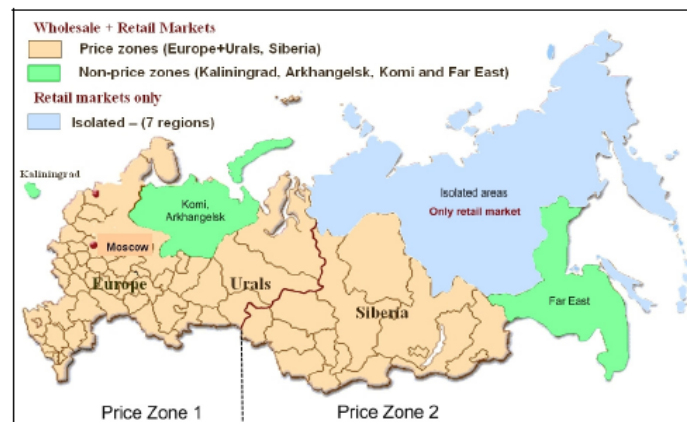 Wholesale + Retail Markets
Price zones (Europe+Urals, Siberia)
Non-price zones (Kaliningrad, Arkhangelsk, Komi and Far East)
Retail markets only
Isolated – (7 regions)
Kaliningrad
Komi,
Arkhangelsk
Isolated areas
Only retail market
Moscow
Europe
Urals
Siberia
Far East
Price Zone 1
Price Zone 2